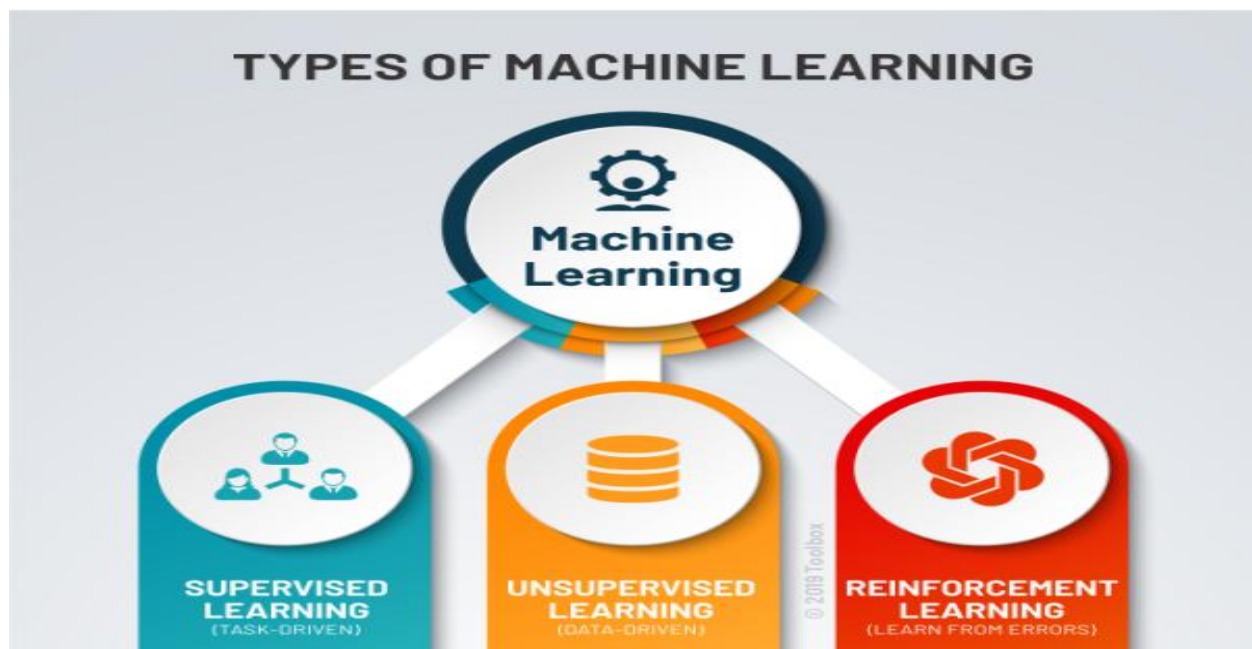 TYPES OF MACHINE LEARNING
Machine
Learning
SUPERVISED
LEARNING
(TASK-DRIVEN)
UNSUPERVISED
LEARNING
(DATA-DRIVEN)
© 2019 Toolbox
REINFORCEMENT
LEARNING
(LEARN FROM ERRORS)